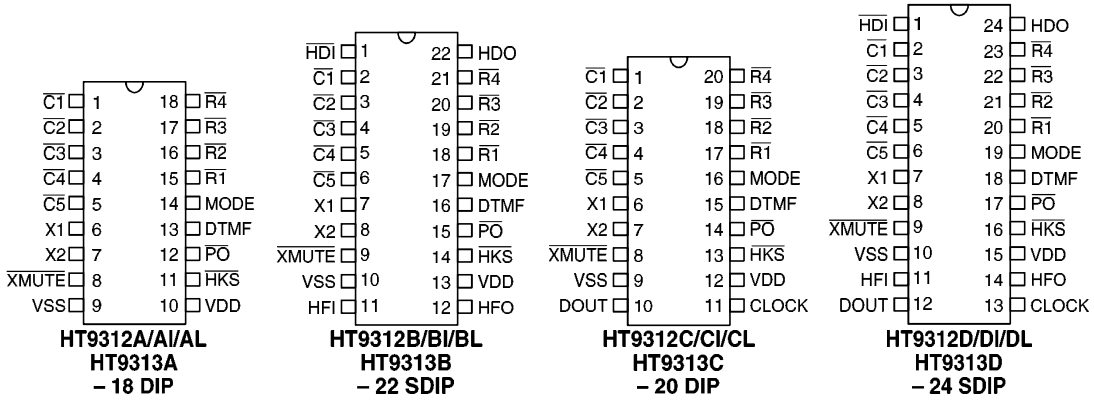 C1 1 18 R4
C2 2 17 R3
C3 3 16 R2
C4 4 15 R1
C5 5 14 MODE
X1 6 13 DTMF
X2 7 12 PO
XMUTE 8 11 HKS
VSS 9 10 VDD
HT9312A/AI/AL
HT9313A
– 18 DIP
HDI 1 22 HDO
C1 2 21 R4
C2 3 20 R3
C3 4 19 R2
C4 5 18 R1
C5 6 17 MODE
X1 7 16 DTMF
X2 8 15 PO
XMUTE 9 14 HKS
VSS 10 13 VDD
HFI 11 12 HFO
HT9312B/BI/BL
HT9313B
– 22 SDIP
C1 1 20 R4
C2 2 19 R3
C3 3 18 R2
C4 4 17 R1
C5 5 16 MODE
X1 6 15 DTMF
X2 7 14 PO
XMUTE 8 13 HKS
VSS 9 12 VDD
DOUT 10 11 CLOCK
HT9312C/CI/CL
HT9313C
– 20 DIP
HDI 1 24 HDO
C1 2 23 R4
C2 3 22 R3
C3 4 21 R2
C4 5 20 R1
C5 6 19 MODE
X1 7 18 DTMF
X2 8 17 PO
XMUTE 9 16 HKS
VSS 10 15 VDD
HFI 11 14 HFO
DOUT 12 13 CLOCK
HT9312D/DI/DL
HT9313D
– 24 SDIP